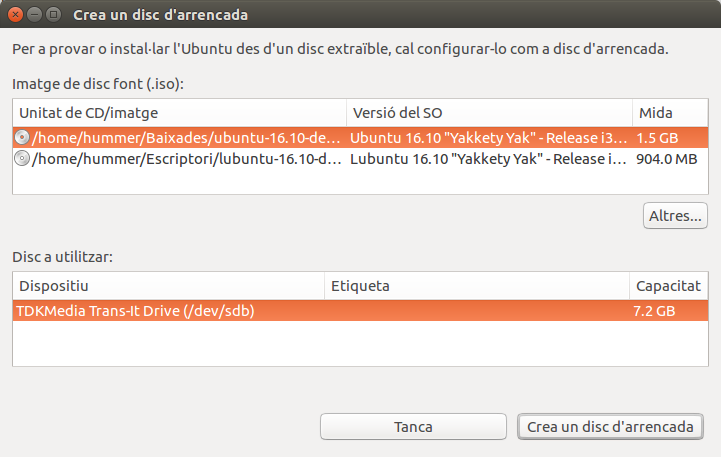 Crea un disc d'arrencada
Per a provar o instal·lar l'Ubuntu des d'un disc extraïble, cal configurar-lo com a disc d'arrencada.
Imatge de disc font (.iso):
Unitat de CD/imatge Versió del SO Mida
/home/hummer/Baixades/ubuntu-16.10-de... Ubuntu 16.10 "Yakkety Yak" - Release i3... 1.5 GB
/home/hummer/Escriptori/lubuntu-16.10-d... Lubuntu 16.10 "Yakkety Yak" - Release i... 904.0 MB
Altres...
Disc a utilitzar:
Dispositiu Etiqueta Capacitat
TDKMedia Trans-It Drive (/dev/sdb) 7.2 GB
Tanca Crea un disc d'arrencada